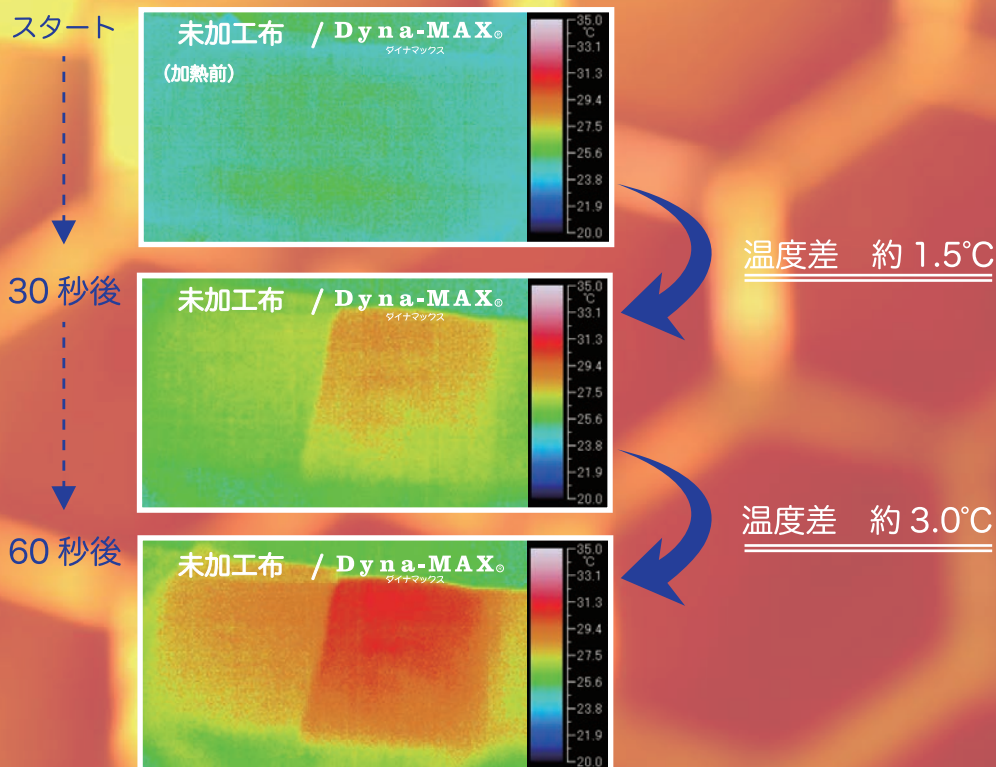 スタート
未加工布 / Dyna-MAX®
ダイナマックス
（加熱前）
35.0
℃
33.1
31.3
29.4
27.5
25.6
23.8
21.9
20.0
温度差　約 1.5℃
30 秒後
未加工布 / Dyna-MAX®
ダイナマックス
35.0
℃
33.1
31.3
29.4
27.5
25.6
23.8
21.9
20.0
温度差　約 3.0℃
60 秒後
未加工布 / Dyna-MAX®
ダイナマックス
35.0
℃
33.1
31.3
29.4
27.5
25.6
23.8
21.9
20.0